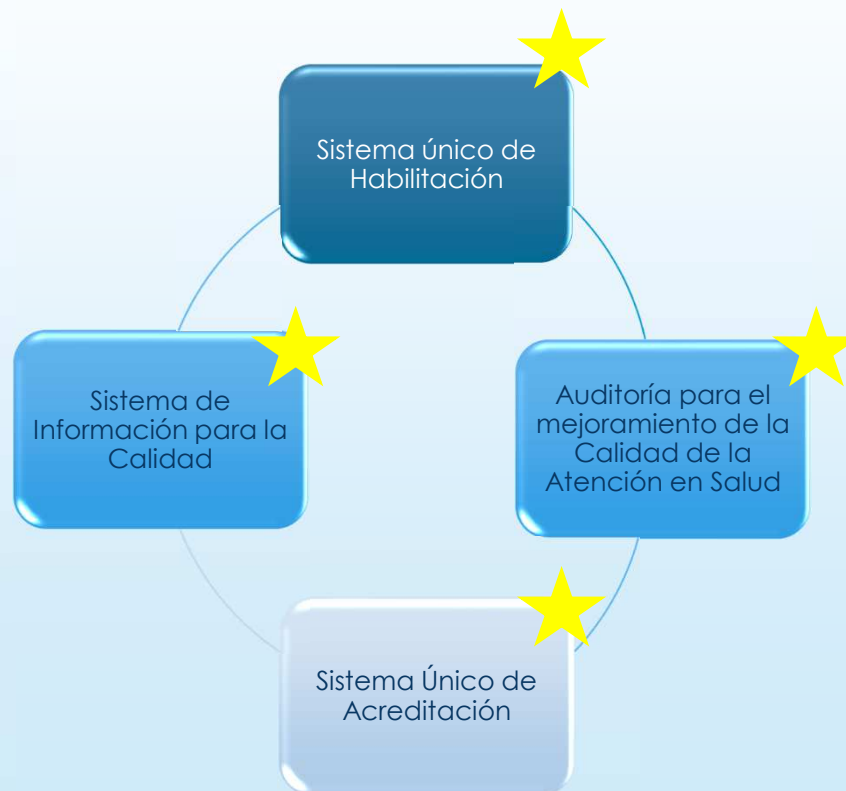 Sistema único de
Habilitación
Sistema de
Información para la
Calidad
Auditoría para el
mejoramiento de la
Calidad de la
Atención en Salud
Sistema Único de
Acreditación